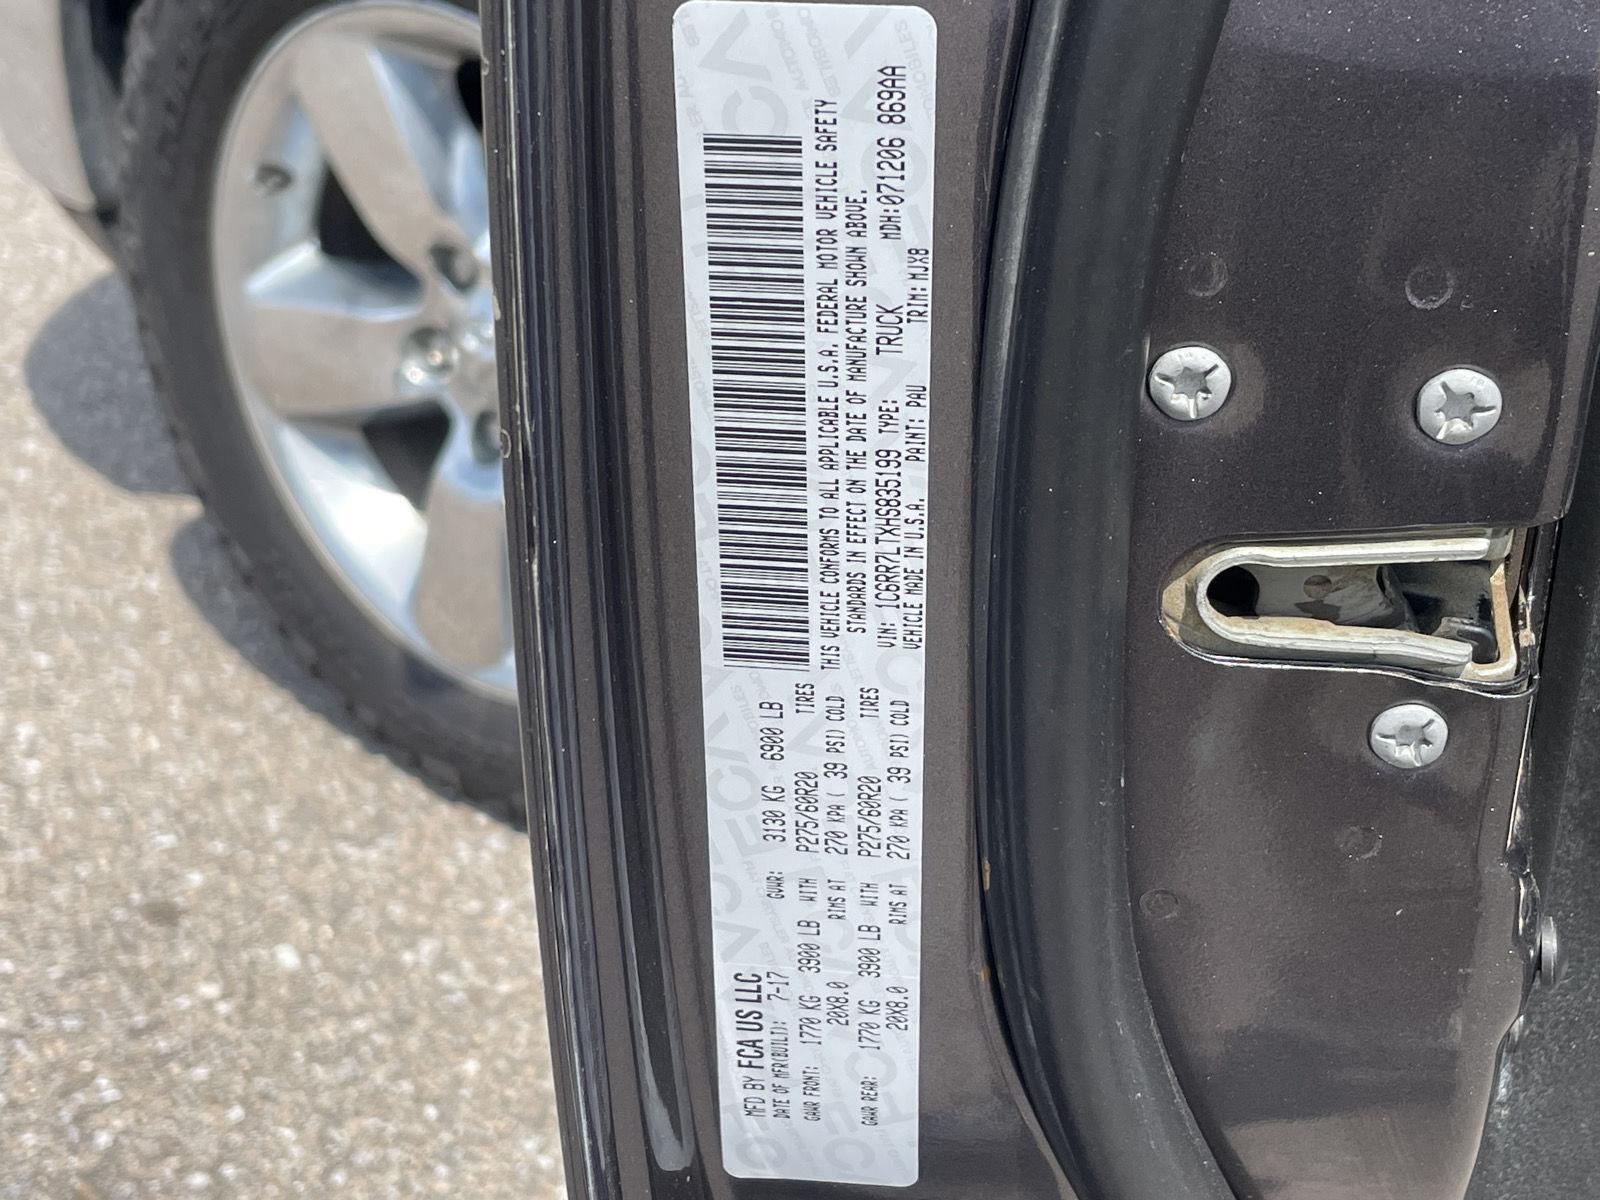 MFD BY FCA US LLC
DATE OF MFR(BUILT): 7-17 GVWR: 3130 KG 6900 LB
GAWR FRONT: 1770 KG 3900 LB WITH P275/60R20 TIRES
20X8.0 RIMS AT 270 KPA ( 39 PSI) COLD
GAWR REAR: 1770 KG 3900 LB WITH P275/60R20 TIRES
20X8.0 RIMS AT 270 KPA ( 39 PSI) COLD
THIS VEHICLE CONFORMS TO ALL APPLICABLE U.S.A. FEDERAL MOTOR VEHICLE SAFETY
STANDARDS IN EFFECT ON THE DATE OF MANUFACTURE SHOWN ABOVE.
VIN: 1C6RR7LTXHS835199 TYPE: TRUCK MDH:071206 869AA
VEHICLE MADE IN U.S.A. PAINT: PAU TRIM: MJX8